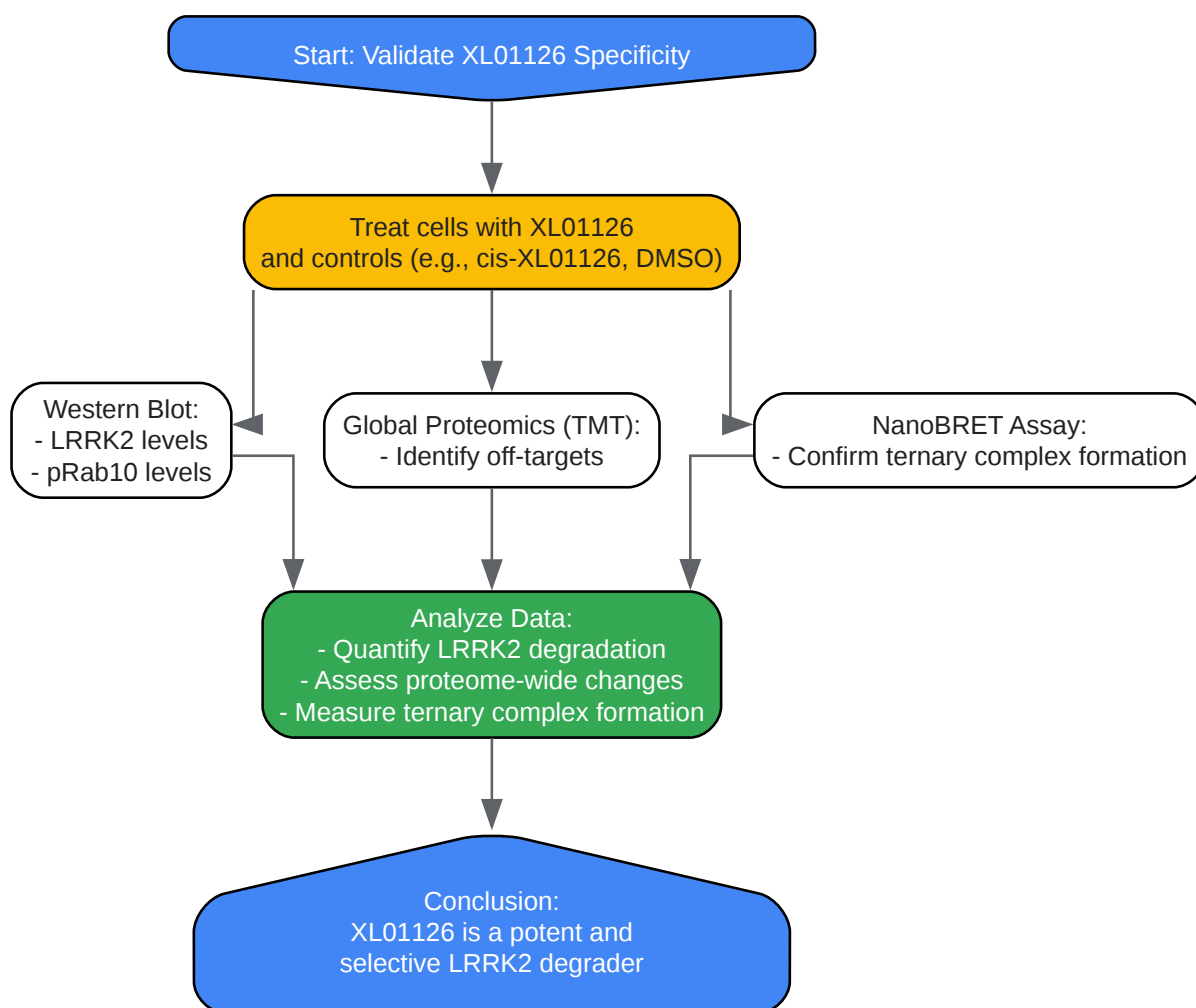 Start: Validate XL01126 Specificity
Treat cells with XL01126
and controls (e.g., cis-XL01126, DMSO)
Western Blot:
- LRRK2 levels
- pRab10 levels
Global Proteomics (TMT):
- Identify off-targets
NanoBRET Assay:
- Confirm ternary complex formation
Analyze Data:
- Quantify LRRK2 degradation
- Assess proteome-wide changes
- Measure ternary complex formation
Conclusion:
XL01126 is a potent and
selective LRRK2 degrader